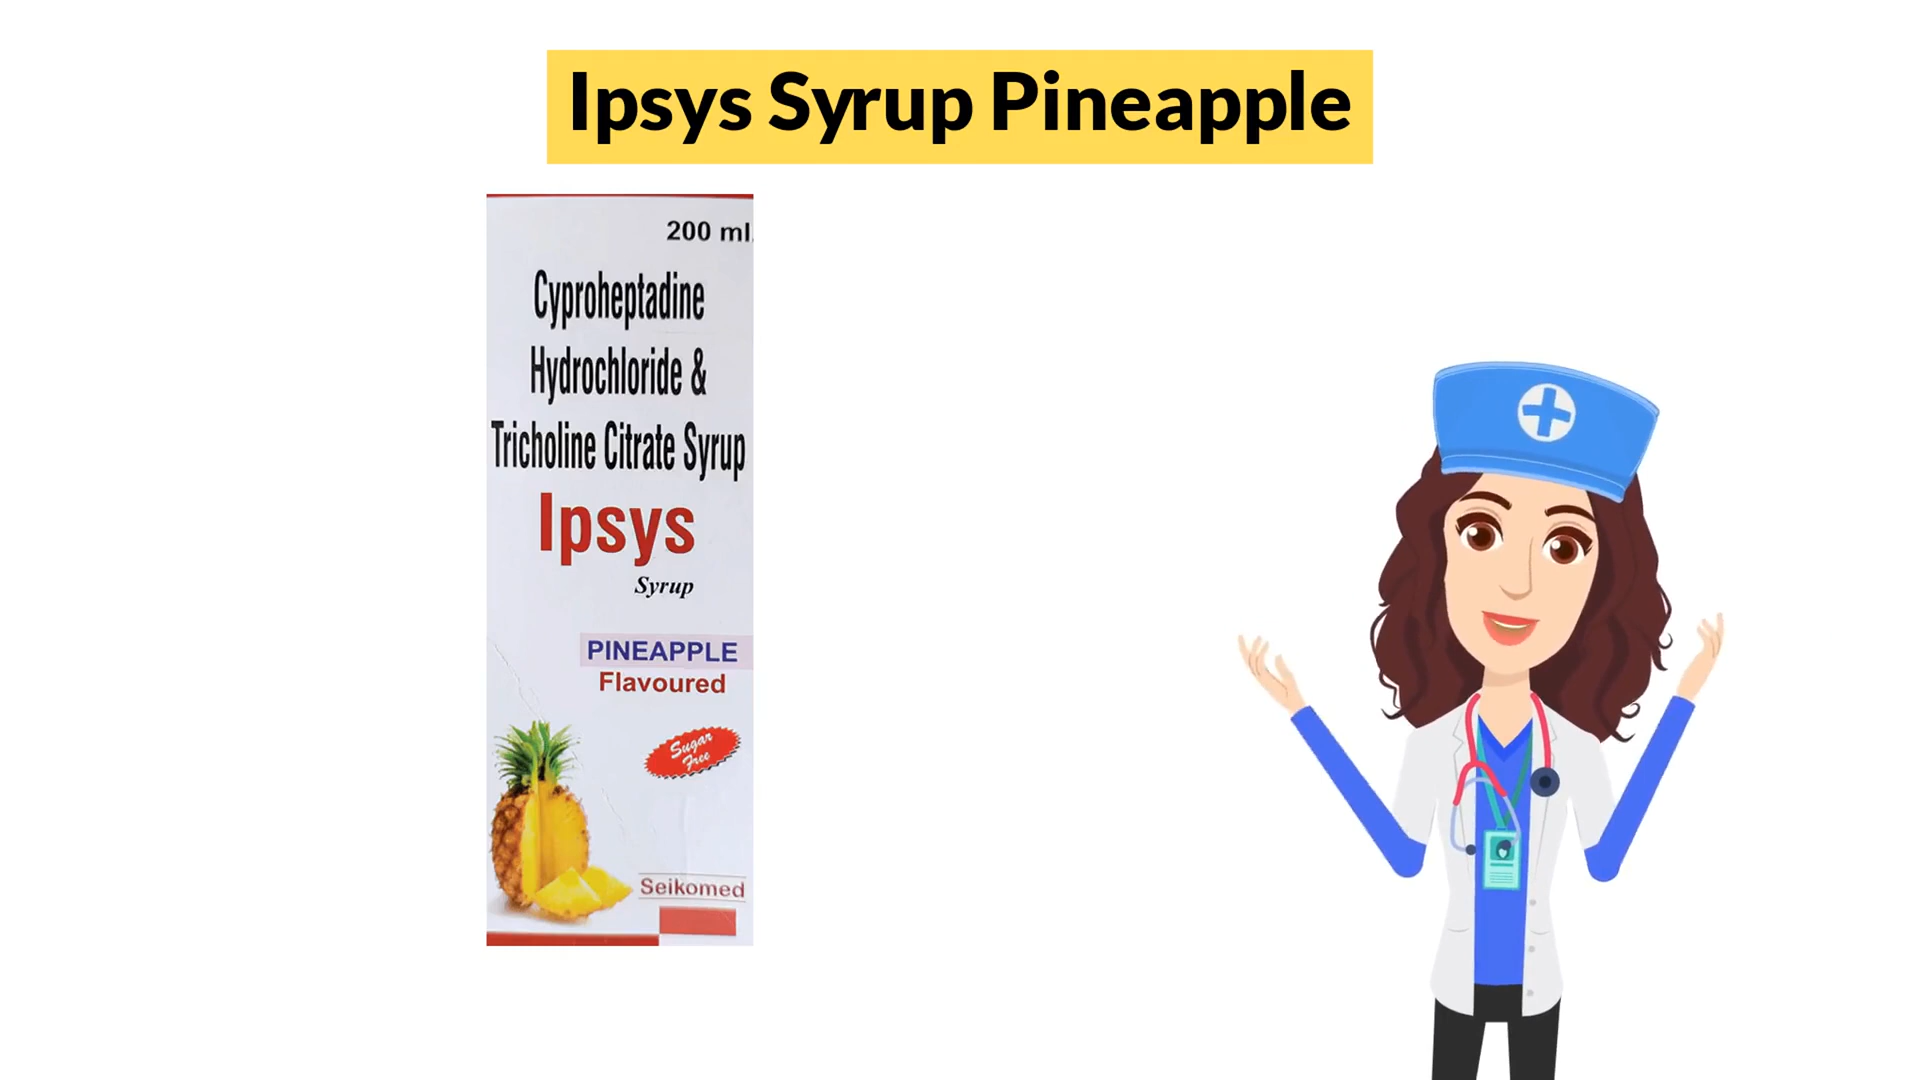 Ipsys Syrup Pineapple
200 ml.
Cyproheptadine
Hydrochloride &
Tricholine Citrate Syrup
Ipsys
Syrup
PINEAPPLE
Flavoured
Sugar
Free
Seikomed